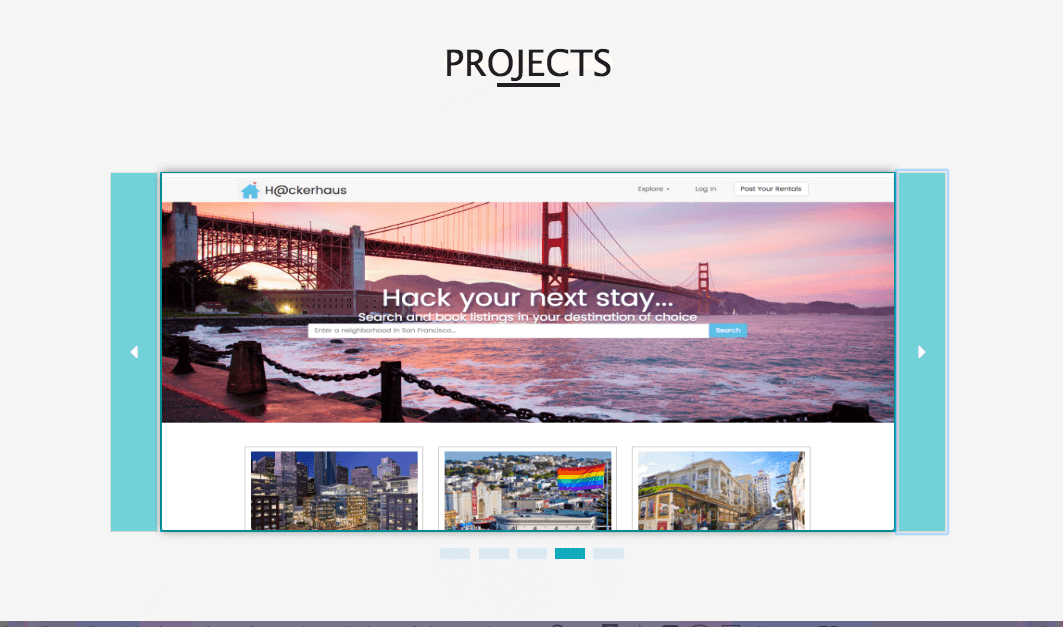 PROJECTS
H@ckerhaus
Explore
Log In
Post Your Rentals
Hack your next stay...
Search and book listings in your destination of choice
Enter a neighborhood in San Francisco...
Search